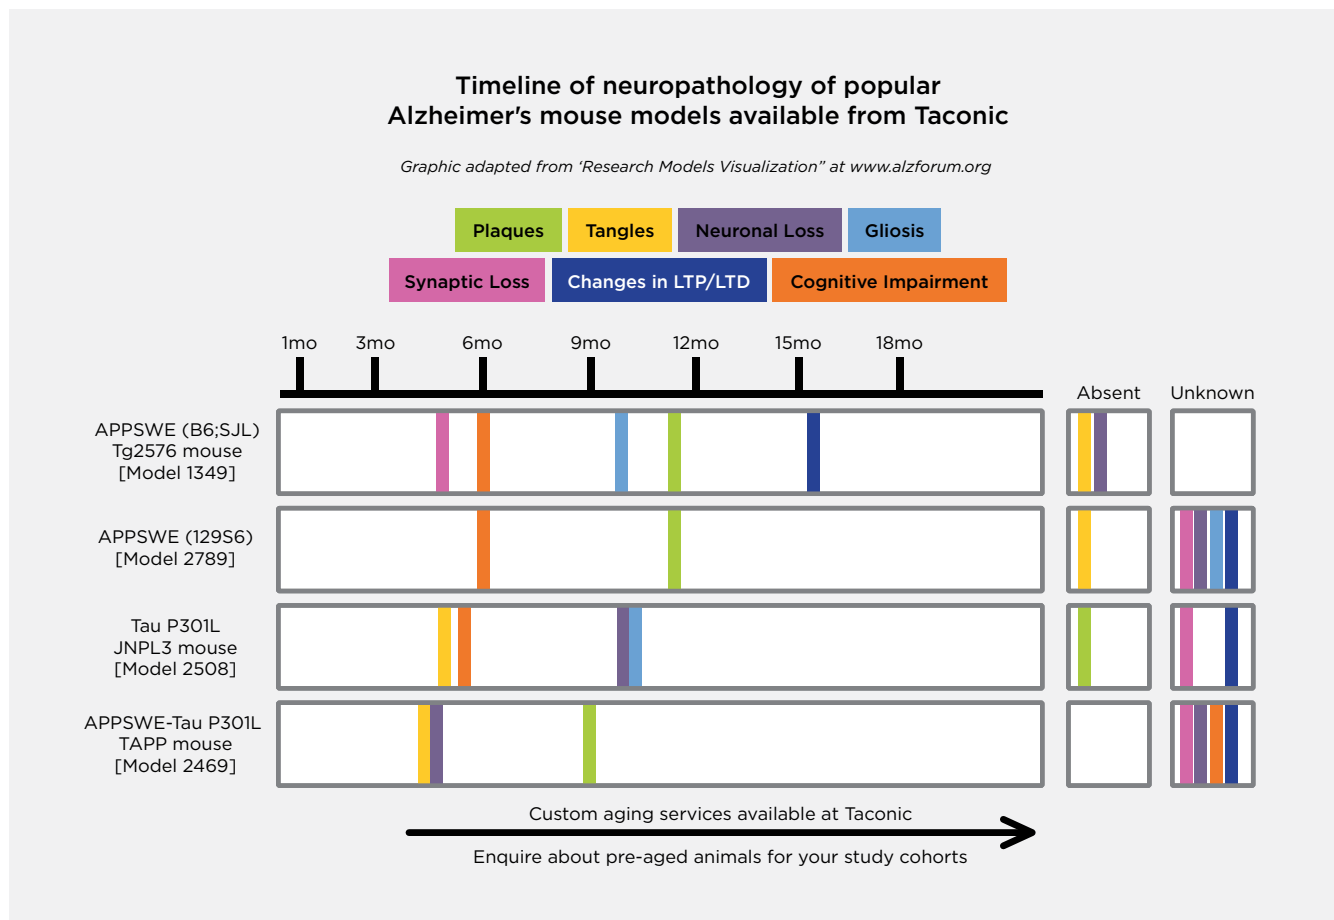 Timeline of neuropathology of popular
Alzheimer's mouse models available from Taconic
Graphic adapted from ‘Research Models Visualization” at www.alzforum.org
Plaques
Tangles
Neuronal Loss
Gliosis
Synaptic Loss
Changes in LTP/LTD
Cognitive Impairment
1mo
3mo
6mo
9mo
12mo
15mo
18mo
Absent
Unknown
APPSWE (B6;SJL)
Tg2576 mouse
[Model 1349]
APPSWE (129S6)
[Model 2789]
Tau P301L
JNPL3 mouse
[Model 2508]
APPSWE-Tau P301L
TAPP mouse
[Model 2469]
Custom aging services available at Taconic
Enquire about pre-aged animals for your study cohorts